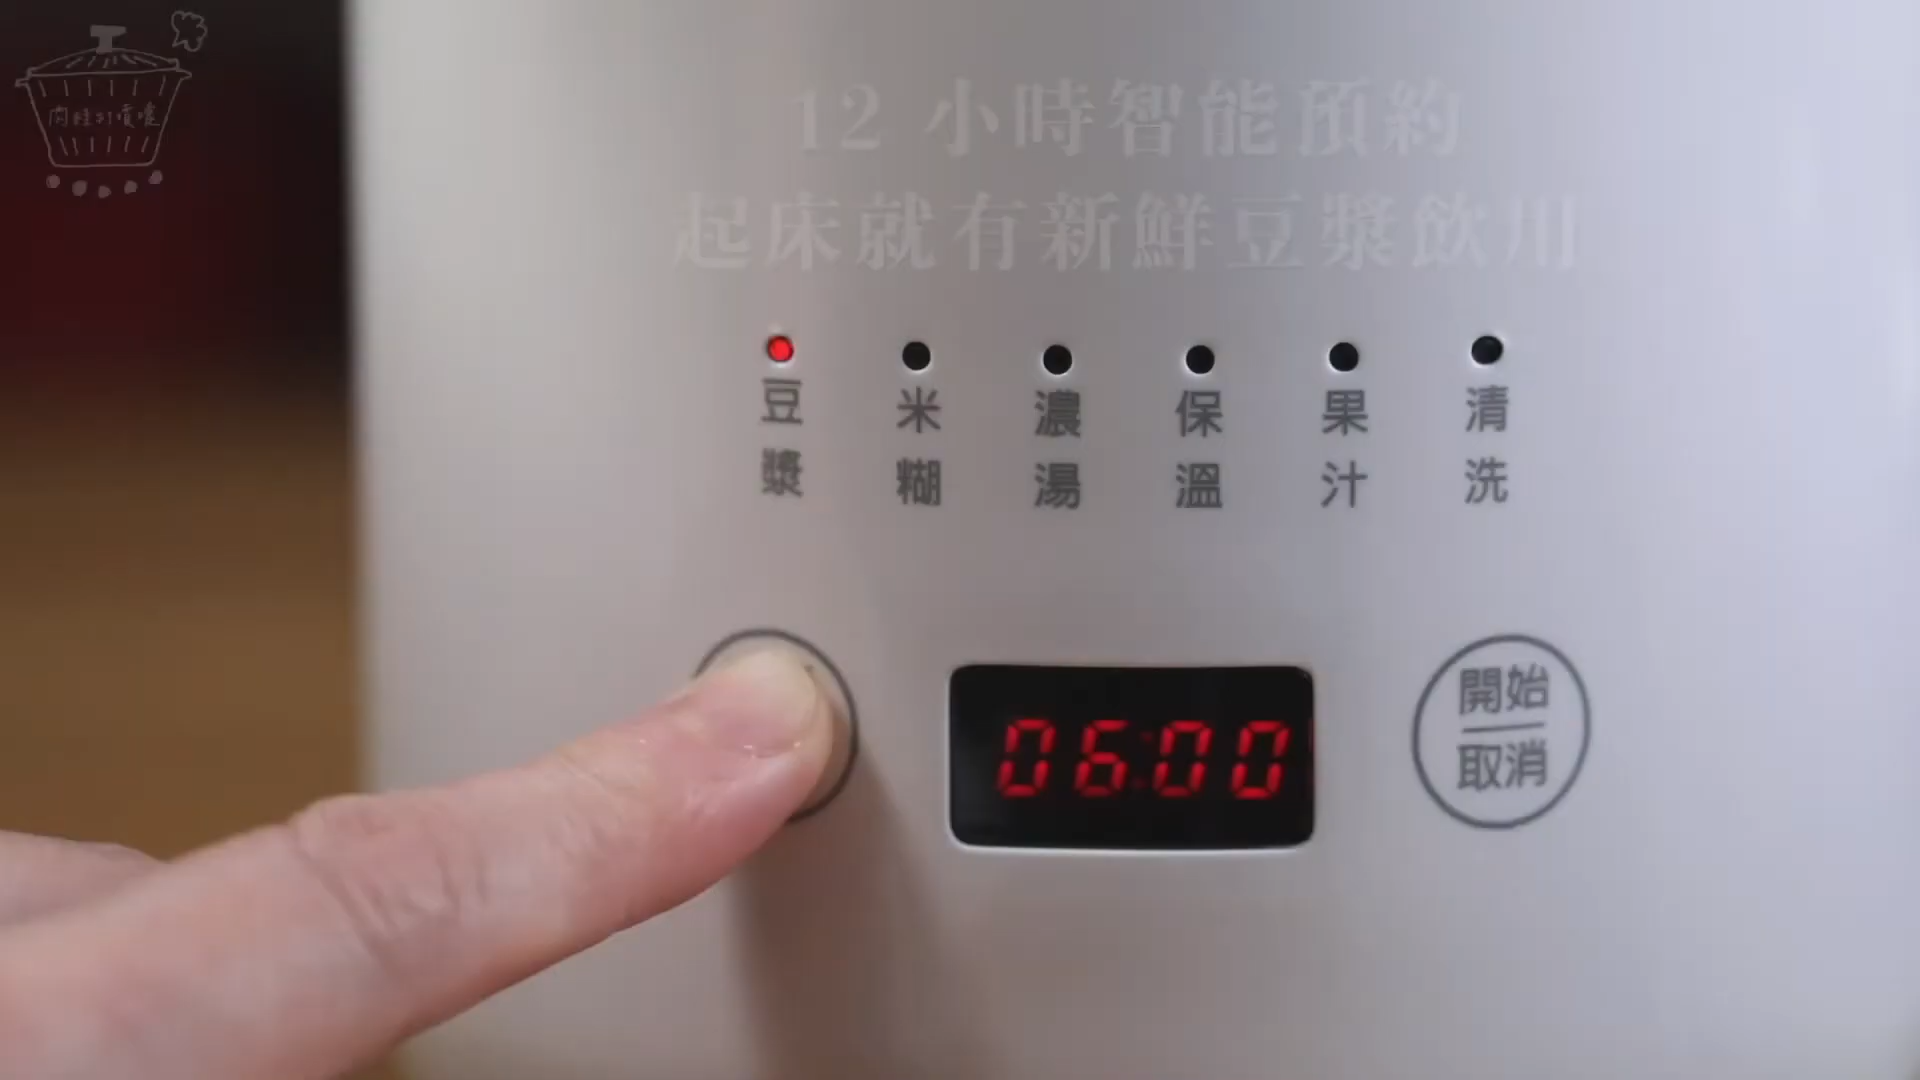 12 小時智能預約
起床就有新鮮豆漿飲用
豆漿
米糊
濃湯
保溫
果汁
清洗
06:00
開始
取消